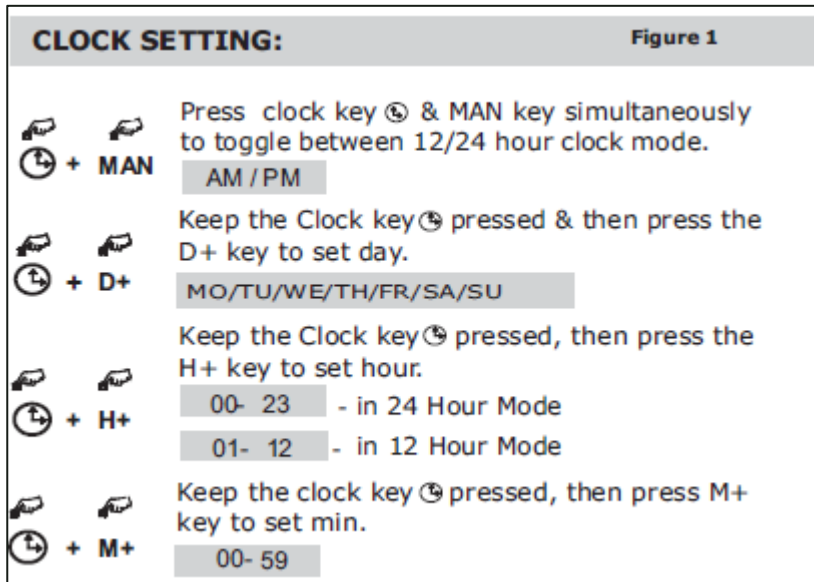 CLOCK SETTING: Figure 1
Press clock key & MAN key simultaneously
to toggle between 12/24 hour clock mode.
+ MAN
AM / PM
Keep the Clock key pressed & then press the
D+ key to set day.
+ D+
MO/TU/WE/TH/FR/SA/SU
Keep the Clock key pressed, then press the
H+ key to set hour.
+ H+
00- 23 - in 24 Hour Mode
01- 12 - in 12 Hour Mode
Keep the clock key pressed, then press M+
key to set min.
+ M+
00- 59